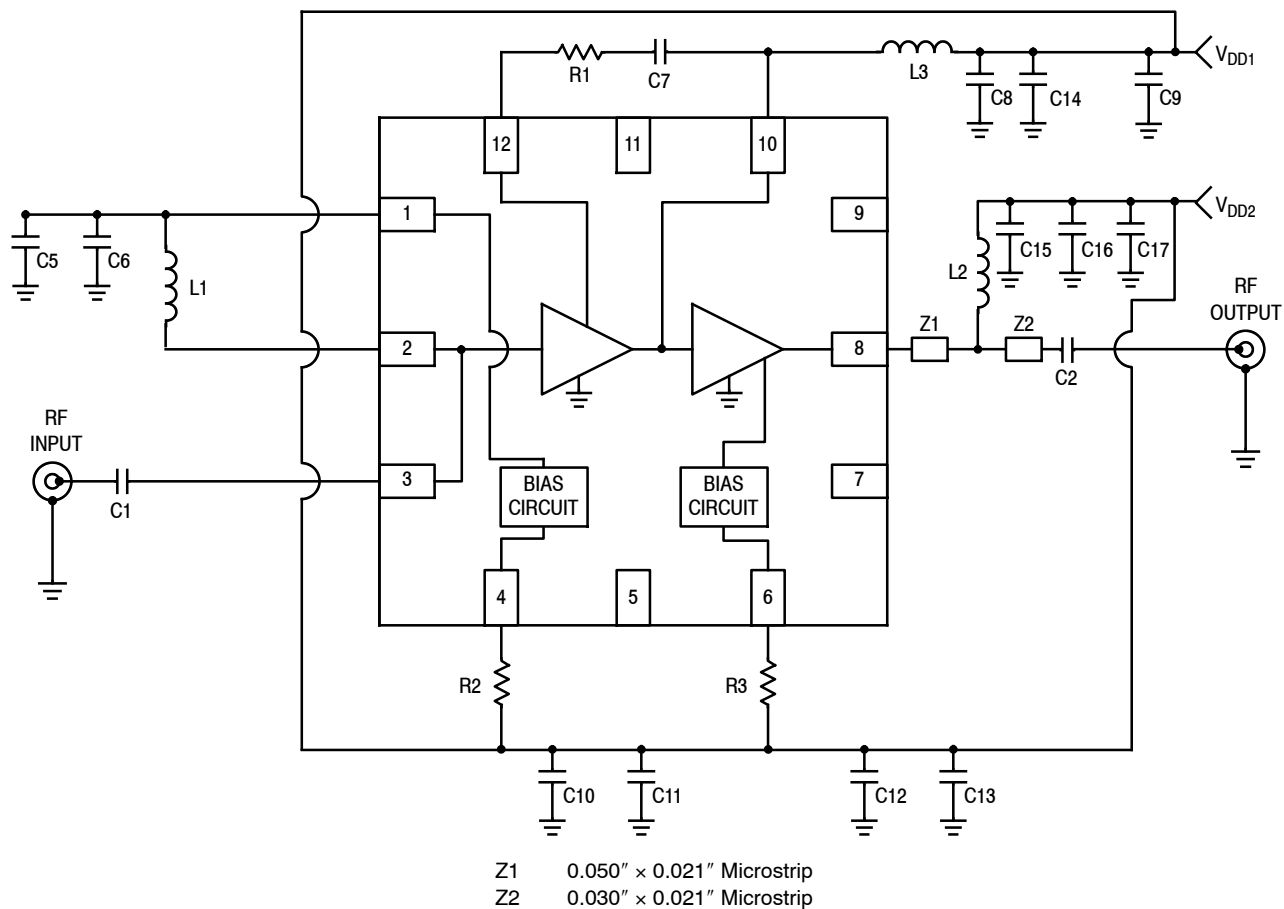 R1
C7
L3
C8
C14
C9
VDD1
12
11
10
1
9
VDD2
C5
C6
L1
C15
C16
C17
L2
RF
OUTPUT
2
8
Z1
Z2
C2
RF
INPUT
C1
3
BIAS
CIRCUIT
BIAS
CIRCUIT
7
4
5
6
R2
R3
C10
C11
C12
C13
Z1 0.050″ × 0.021″ Microstrip
Z2 0.030″ × 0.021″ Microstrip